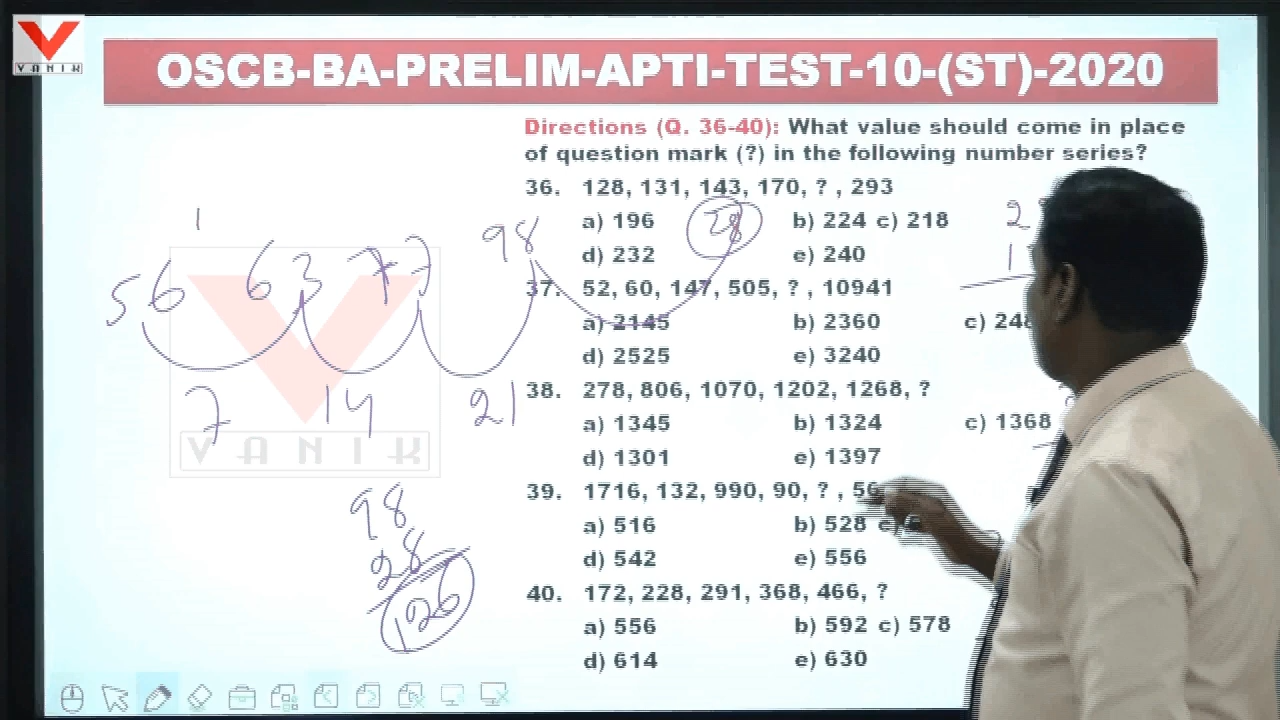 VANIK
OSCB-BA-PRELIM-APTI-TEST-10-(ST)-2020
Directions (Q. 36-40): What value should come in place
of question mark (?) in the following number series?
36. 128, 131, 143, 170, ? , 293
a) 196 b) 224 c) 218
d) 232 e) 240
37. 52, 60, 147, 505, ? , 10941
a) 2145 b) 2360 c)
d) 2525 e) 3240
38. 278, 806, 1070, 1202, 1268, ?
a) 1345 b) 1324 c) 1368
d) 1301 e) 1397
39. 1716, 132, 990, 90, ? , 56
a) 516 b) 528 c)
d) 542 e) 556
40. 172, 228, 291, 368, 466, ?
a) 556 b) 592 c) 578
d) 614 e) 630
1
56 63 77 98
28
7 14 21
98
28
126
VANIK